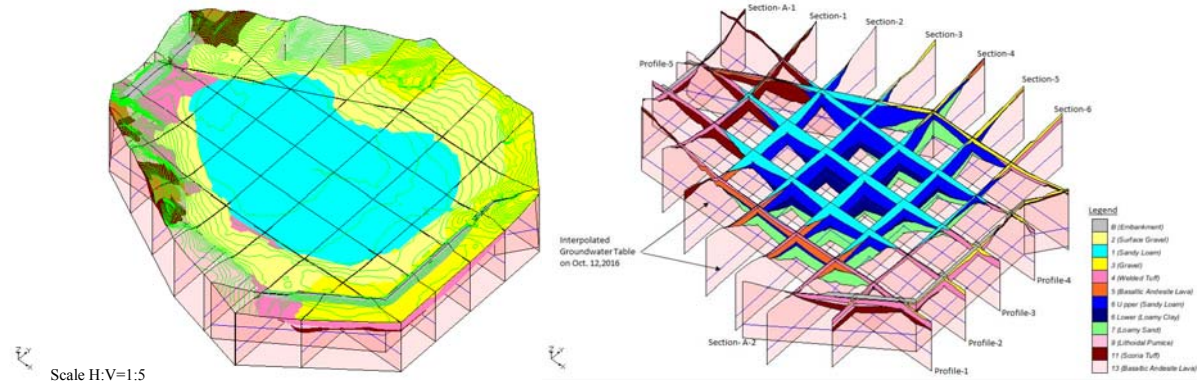 Scale H:V=1:5
Section- A-1
Section-1
Section-2
Section-3
Section-4
Section-5
Section-6
Profile-5
Interpolated
Groundwater Table
on Oct. 12,2016
Section- A-2
Profile-1
Profile-2
Profile-3
Profile-4
Legend
B (Embankment)
2 (Surface Gravel)
1 (Sandy Loam)
3 (Gravel)
4 (Welded Tuff)
5 (Basaltic Andesite Lava)
6 Upper (Sandy Loam)
6 Lower (Loamy Clay)
7 (Loamy Sand)
9 (Lithoidal Pumice)
11 (Scoria Tuff)
13 (Basaltic Andesite Lava)